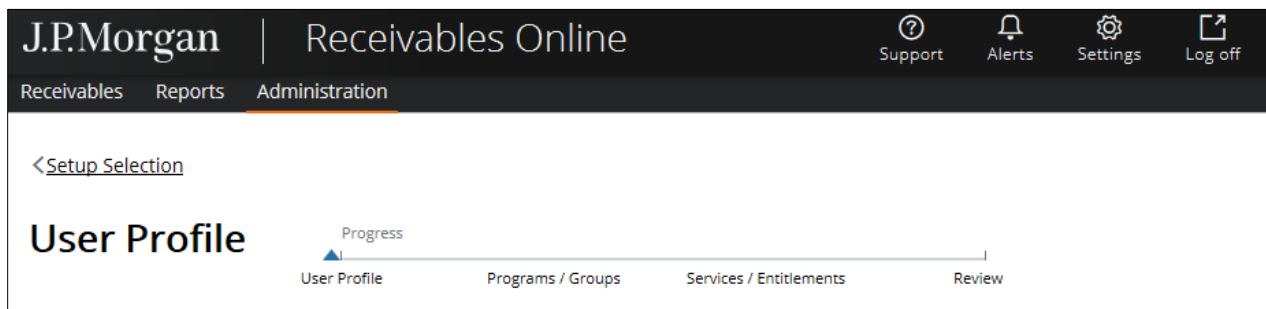 J.P.Morgan | Receivables Online
Support Alerts Settings Log off
Receivables Reports Administration
<Setup Selection
User Profile
Progress
User Profile Programs / Groups Services / Entitlements Review